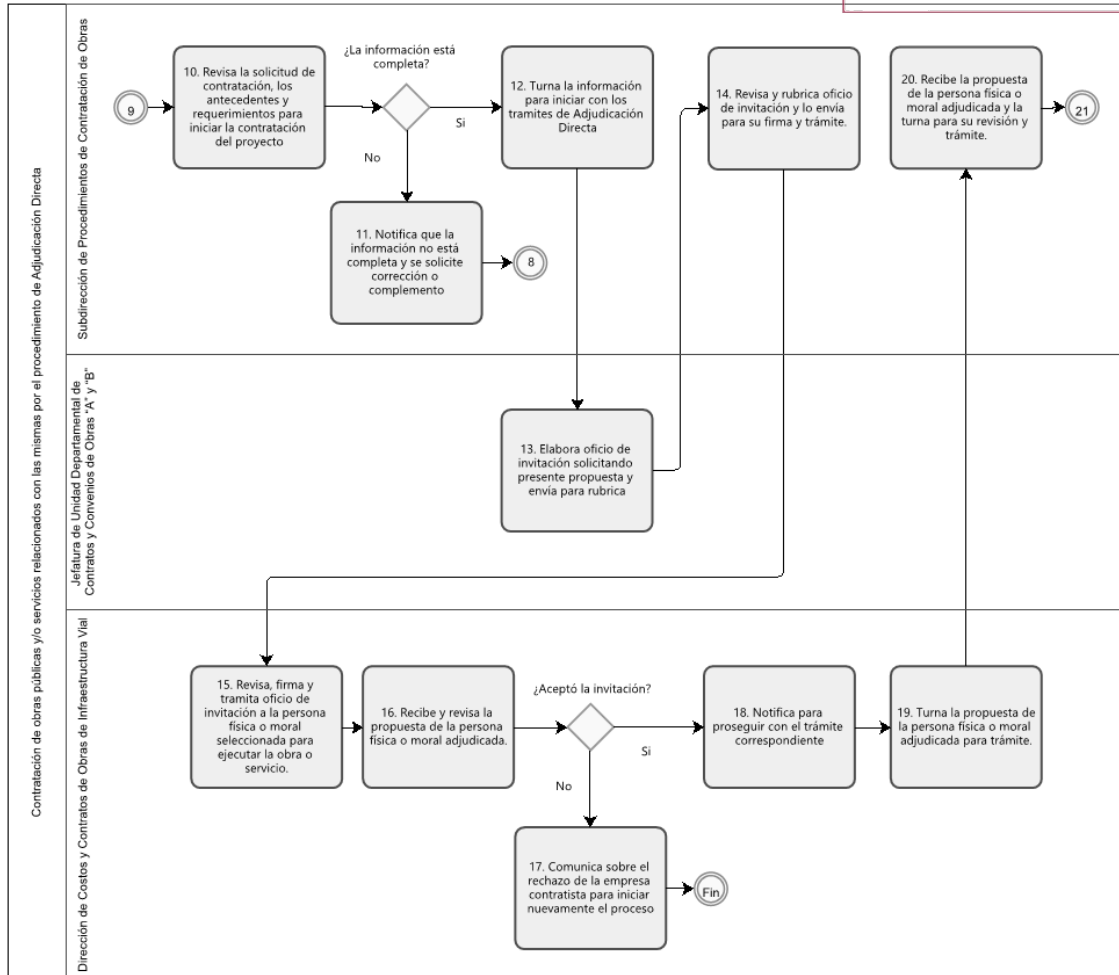 Contratación de obras públicas y/o servicios relacionados con las mismas por el procedimiento de Adjudicación Directa
Subdirección de Procedimientos de Contratación de Obras
9
10. Revisa la solicitud de
contratación, los
antecedentes y
requerimientos para
iniciar la contratación
del proyecto
¿La información está
completa?
Si
No
11. Notifica que la
información no está
completa y se solicite
corrección o
complemento
8
12. Turna la información
para iniciar con los
tramites de Adjudicación
Directa
14. Revisa y rubrica oficio
de invitación y lo envía
para su firma y trámite.
20. Recibe la propuesta
de la persona física o
moral adjudicada y la
turna para su revisión y
trámite.
21
Jefatura de Unidad Departamental de
Contratos y Convenios de Obras "A" y "B"
13. Elabora oficio de
invitación solicitando
presente propuesta y
envía para rubrica
Dirección de Costos y Contratos de Obras de Infraestructura Vial
15. Revisa, firma y
tramita oficio de
invitación a la persona
física o moral
seleccionada para
ejecutar la obra o
servicio.
16. Recibe y revisa la
propuesta de la persona
física o moral adjudicada.
¿Aceptó la invitación?
Si
No
17. Comunica sobre el
rechazo de la empresa
contratista para iniciar
nuevamente el proceso
Fin
18. Notifica para
proseguir con el trámite
correspondiente
19. Turna la propuesta de
la persona física o moral
adjudicada para trámite.